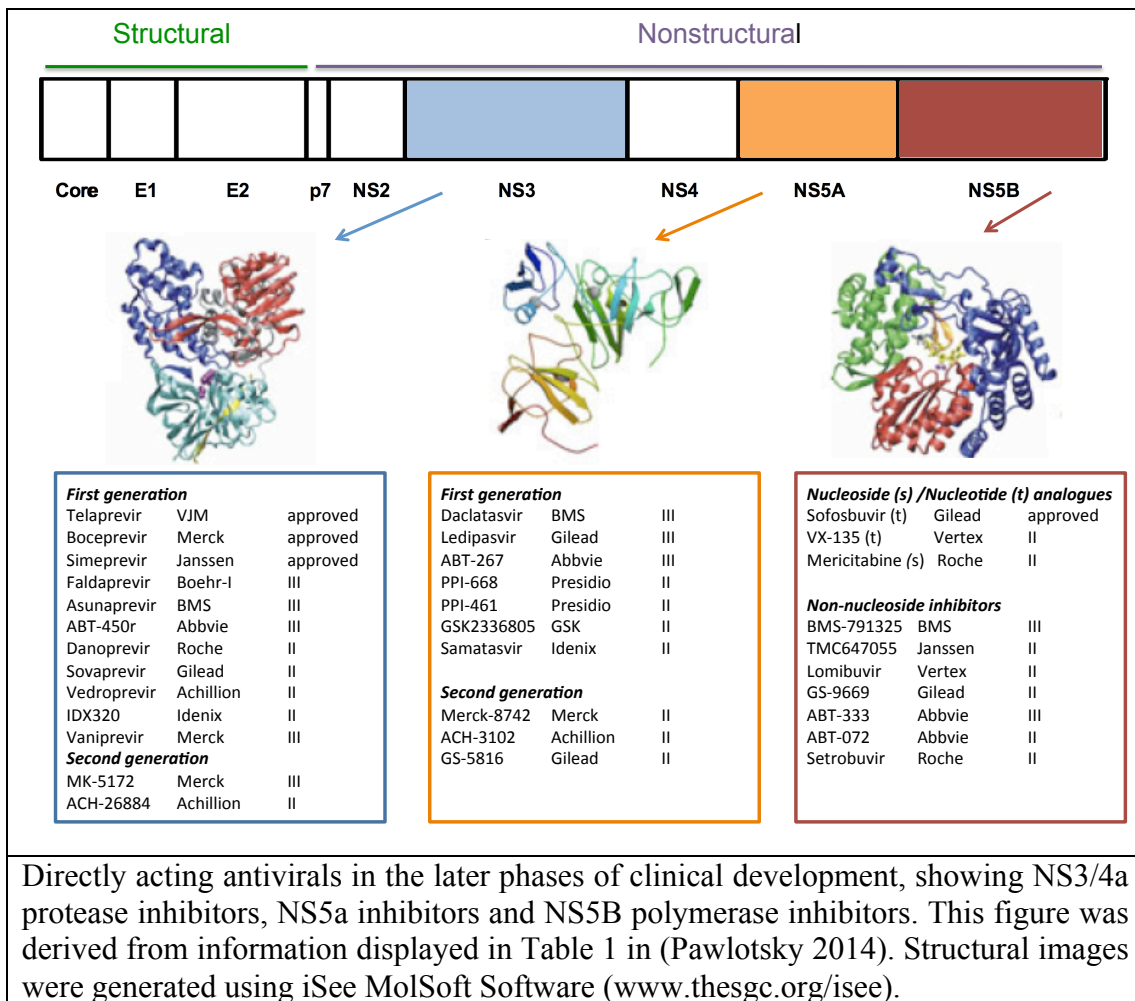 Structural Nonstructural
Core E1 E2 p7 NS2 NS3 NS4 NS5A NS5B
First generation
Telaprevir VJM approved
Boceprevir Merck approved
Simeprevir Janssen approved
Faldaprevir Boehr-I III
Asunaprevir BMS III
ABT-450r Abbvie III
Danoprevir Roche II
Sovaprevir Gilead II
Vedroprevir Achillion II
IDX320 Idenix II
Vaniprevir Merck III
Second generation
MK-5172 Merck III
ACH-26884 Achillion II
First generation
Daclatasvir BMS III
Ledipasvir Gilead III
ABT-267 Abbvie III
PPI-668 Presidio II
PPI-461 Presidio II
GSK2336805 GSK II
Samatasvir Idenix II
Second generation
Merck-8742 Merck II
ACH-3102 Achillion II
GS-5816 Gilead II
Nucleoside (s) /Nucleotide (t) analogues
Sofosbuvir (t) Gilead approved
VX-135 (t) Vertex II
Mericitabine (s) Roche II
Non-nucleoside inhibitors
BMS-791325 BMS III
TMC647055 Janssen II
Lomibuvir Vertex II
GS-9669 Gilead II
ABT-333 Abbvie III
ABT-072 Abbvie II
Setrobuvir Roche II
Directly acting antivirals in the later phases of clinical development, showing NS3/4a
protease inhibitors, NS5a inhibitors and NS5B polymerase inhibitors. This figure was
derived from information displayed in Table 1 in (Pawlotsky 2014). Structural images
were generated using iSee MolSoft Software (www.thesgc.org/isee).